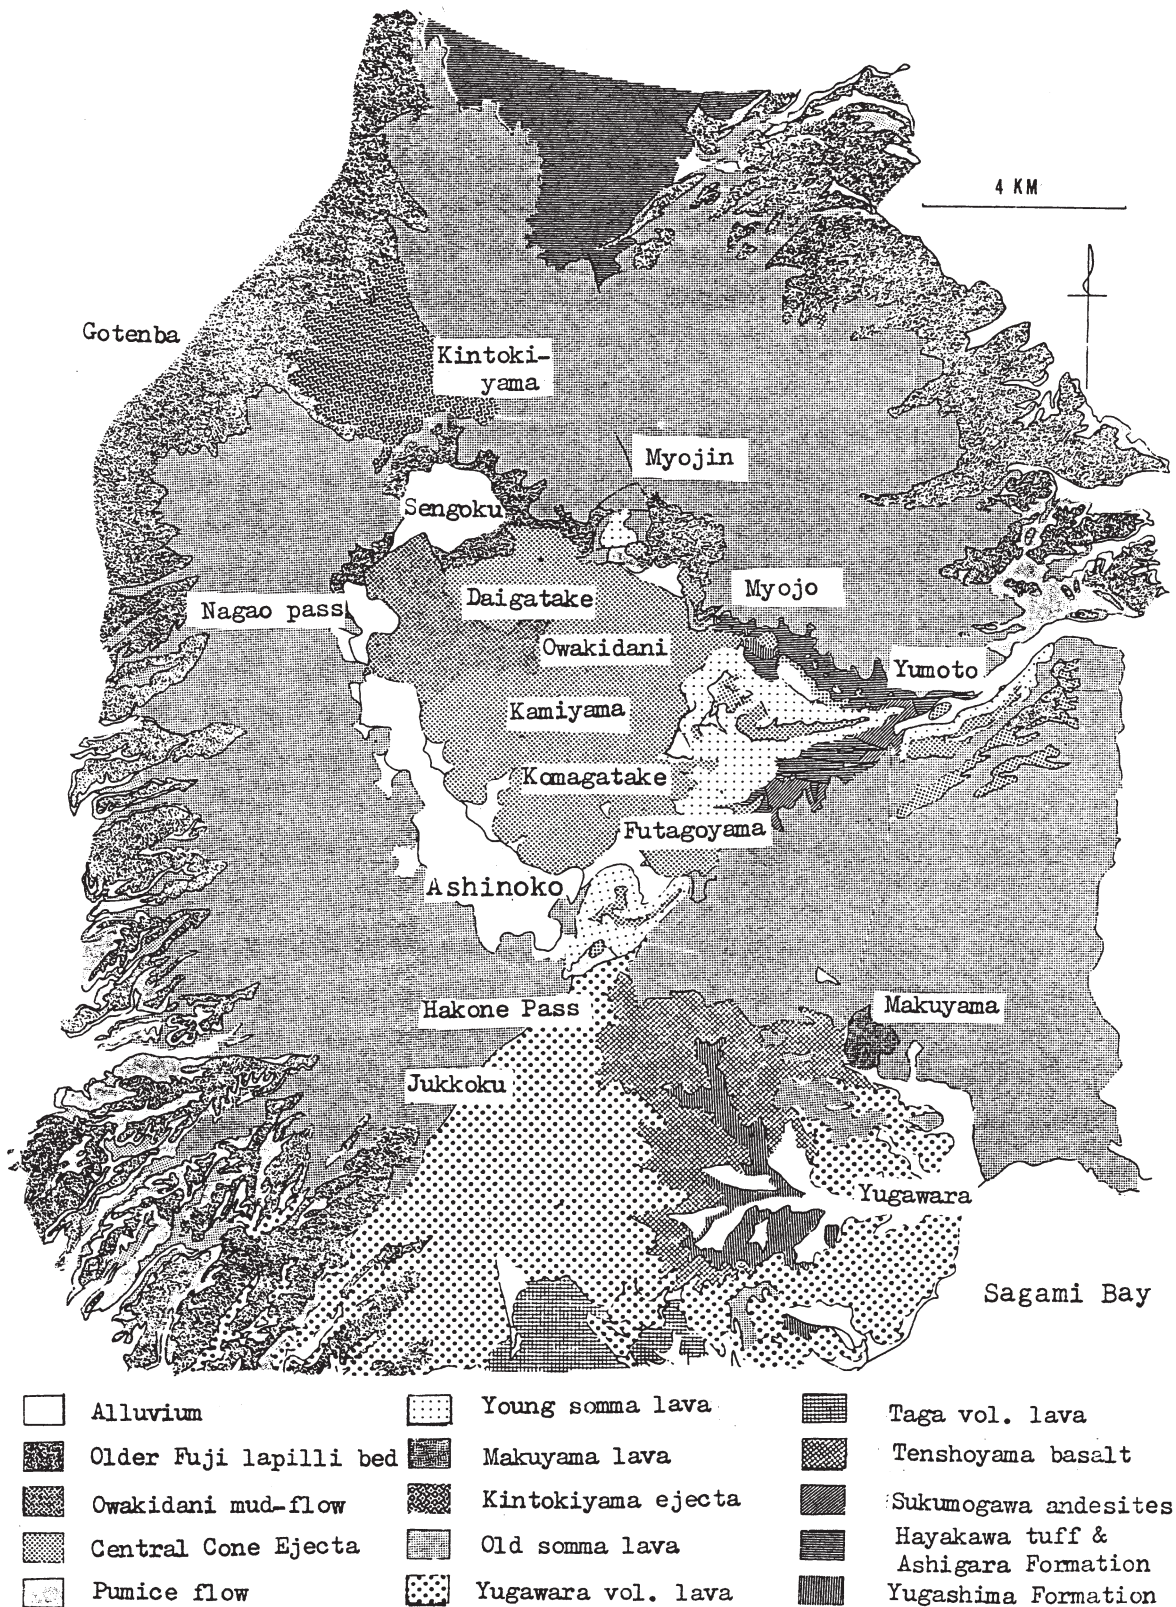 4 KM
Gotenba
Kintoki-
yama
Myojin
Sengoku
Nagao pass
Daigatake
Myojo
Owakidani
Yumoto
Kamiyama
Komagatake
Futagoyama
Ashinoko
Hakone Pass
Makuyama
Jukkoku
Yugawara
Sagami Bay
Alluvium
Older Fuji lapilli bed
Owakidani mud-flow
Central Cone Ejecta
Pumice flow
Young somma lava
Makuyama lava
Kintokiyama ejecta
Old somma lava
Yugawara vol. lava
Taga vol. lava
Tenshoyama basalt
Sukumogawa andesites
Hayakawa tuff &
Ashigara Formation
Yugashima Formation